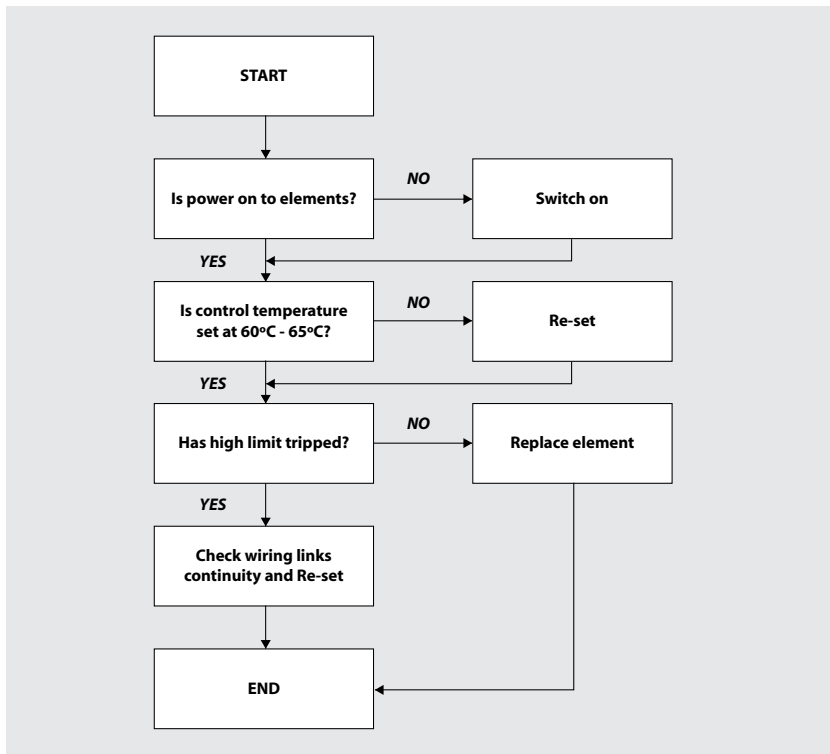 START
Is power on to elements?
NO
Switch on
YES
Is control temperature
set at 60ºC - 65ºC?
NO
Re-set
YES
Has high limit tripped?
NO
Replace element
YES
Check wiring links
continuity and Re-set
END